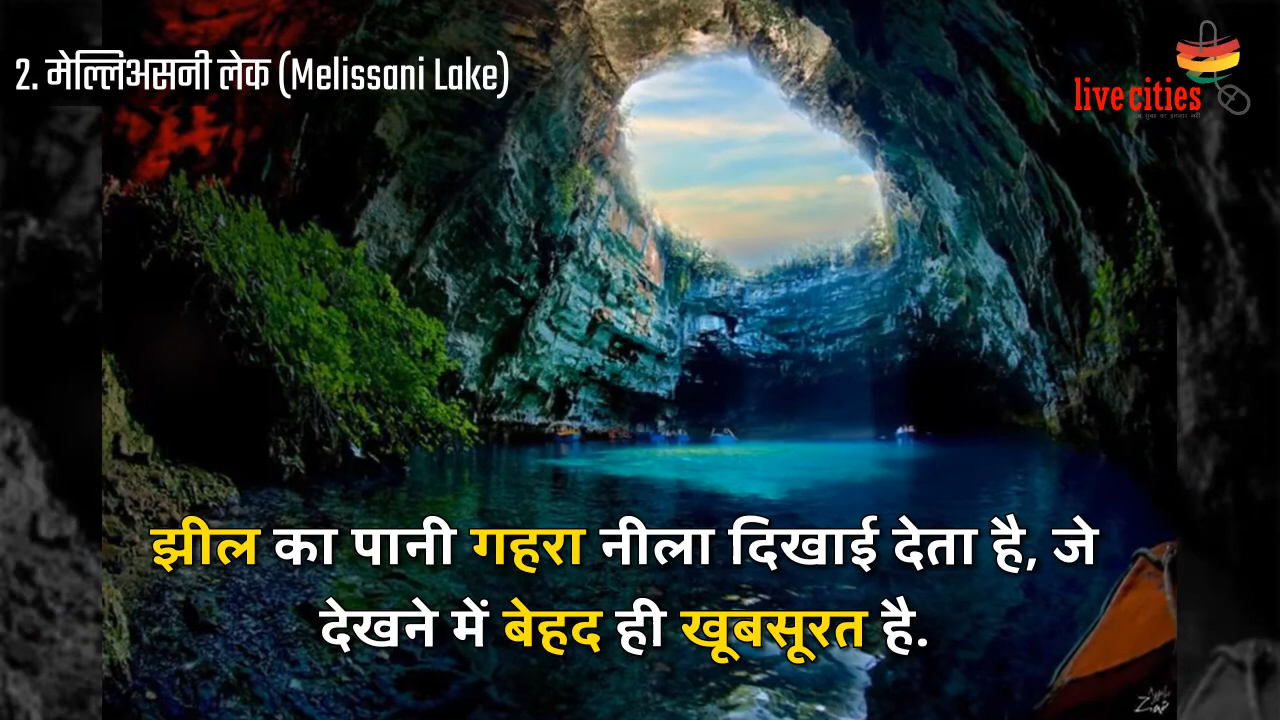 2. मेल्लिअसनी लेक (Melissani Lake)
live cities
झील का पानी गहरा नीला दिखाई देता है, जे
देखने में बेहद ही खूबसूरत है.